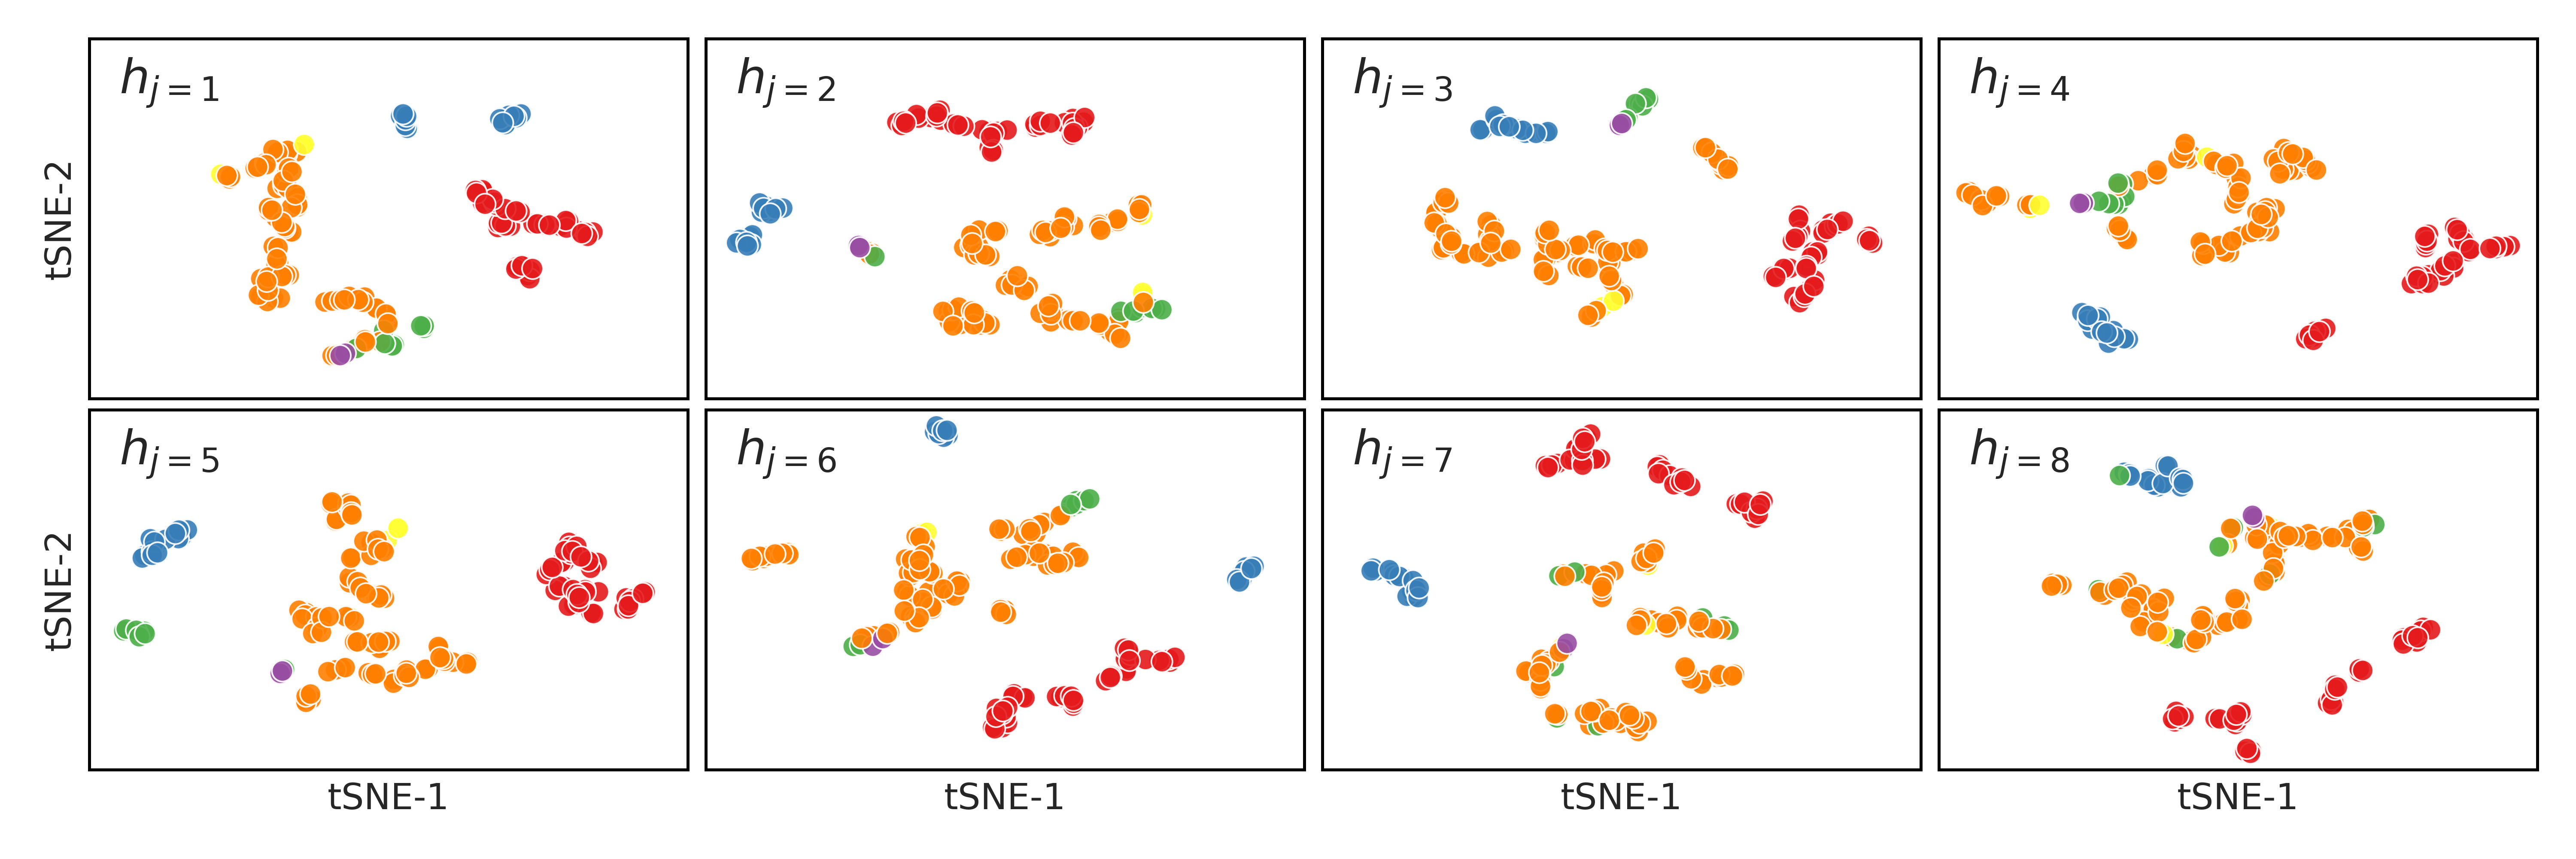 h_{j=1} h_{j=2} h_{j=3} h_{j=4}
tSNE-2
h_{j=5} h_{j=6} h_{j=7} h_{j=8}
tSNE-2
tSNE-1 tSNE-1 tSNE-1 tSNE-1